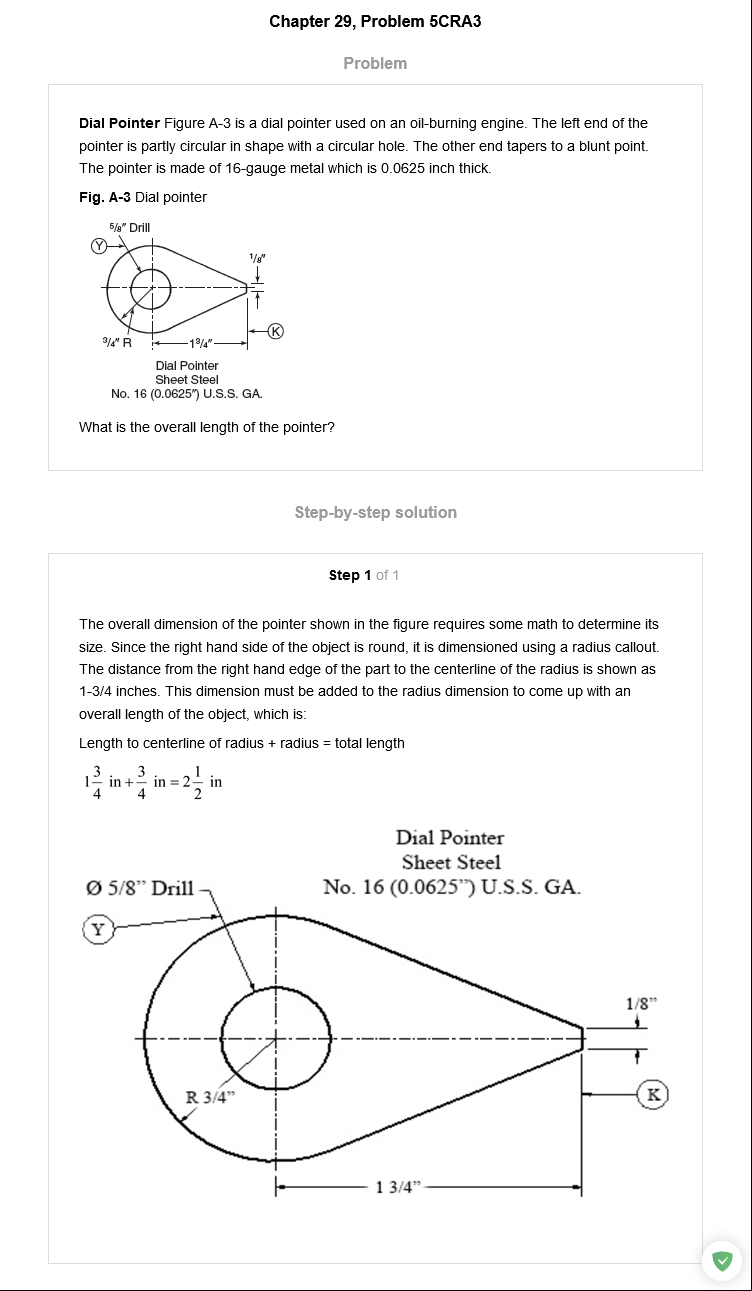 Chapter 29, Problem 5CRA3
Problem
Dial Pointer Figure A-3 is a dial pointer used on an oil-burning engine. The left end of the
pointer is partly circular in shape with a circular hole. The other end tapers to a blunt point.
The pointer is made of 16-gauge metal which is 0.0625 inch thick.
Fig. A-3 Dial pointer
5/8" Drill
Y
1/8"
K
3/4" R
1 3/4"
Dial Pointer
Sheet Steel
No. 16 (0.0625") U.S.S. GA.
What is the overall length of the pointer?
Step-by-step solution
Step 1 of 1
The overall dimension of the pointer shown in the figure requires some math to determine its
size. Since the right hand side of the object is round, it is dimensioned using a radius callout.
The distance from the right hand edge of the part to the centerline of the radius is shown as
1-3/4 inches. This dimension must be added to the radius dimension to come up with an
overall length of the object, which is:
Length to centerline of radius + radius = total length
1 3/4 in + 3/4 in = 2 1/2 in
Dial Pointer
Sheet Steel
No. 16 (0.0625”) U.S.S. GA.
Ø 5/8” Drill
Y
1/8”
R 3/4”
K
1 3/4”